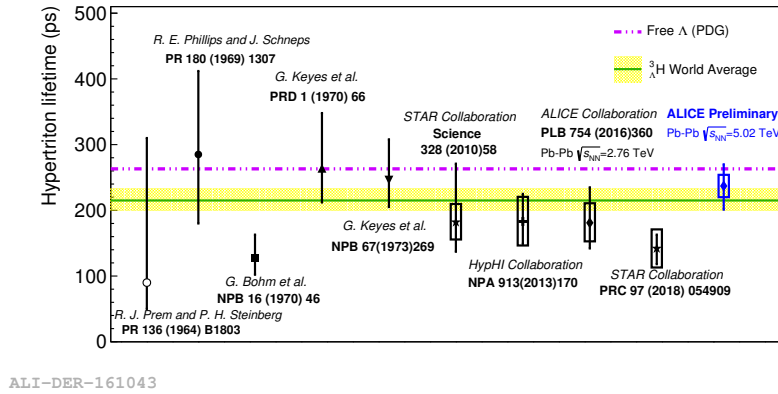 Hypertriton lifetime (ps)
500
400
300
200
100
0
R. E. Phillips and J. Schneps
PR 180 (1969) 1307
G. Keyes et al.
PRD 1 (1970) 66
Free Λ (PDG)
³ΛH World Average
STAR Collaboration
Science
328 (2010)58
ALICE Collaboration
PLB 754 (2016)360
Pb-Pb √sNN=2.76 TeV
ALICE Preliminary
Pb-Pb √sNN=5.02 TeV
G. Keyes et al.
NPB 67(1973)269
G. Bohm et al.
NPB 16 (1970) 46
HypHI Collaboration
NPA 913(2013)170
STAR Collaboration
PRC 97 (2018) 054909
R. J. Prem and P. H. Steinberg
PR 136 (1964) B1803
ALI-DER-161043